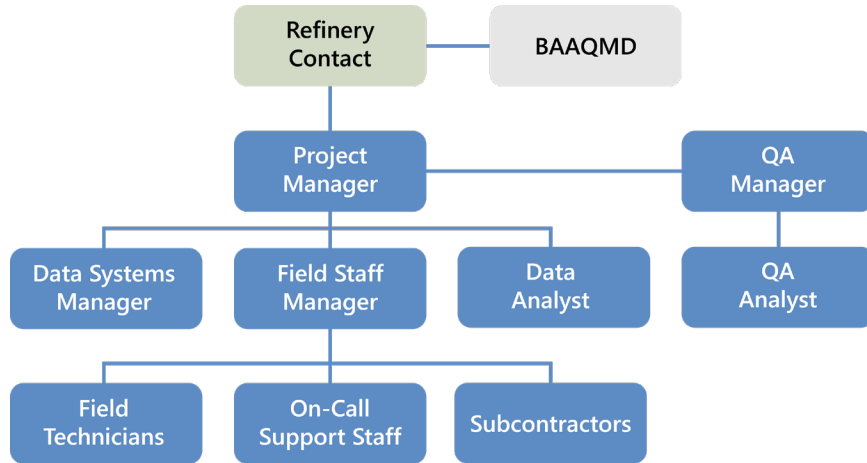 Refinery
Contact
BAAQMD
Project
Manager
QA
Manager
Data Systems
Manager
Field Staff
Manager
Data
Analyst
QA
Analyst
Field
Technicians
On-Call
Support Staff
Subcontractors